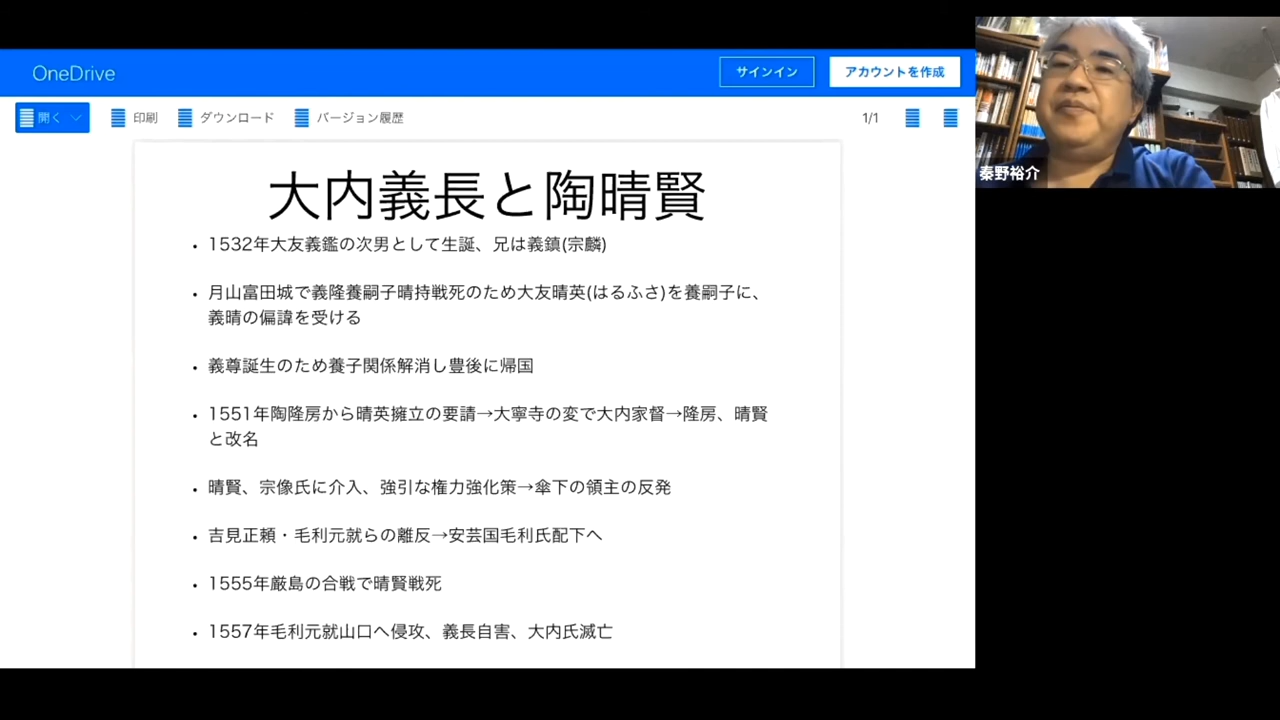 OneDrive
サインイン
アカウントを作成
開く
印刷
ダウンロード
バージョン履歴
1/1
秦野裕介
大内義長と陶晴賢
• 1532年大友義鑑の次男として生誕、兄は義鎮(宗麟)
• 月山富田城で義隆養嗣子晴持戦死のため大友晴英(はるふさ)を養嗣子に、
義晴の偏諱を受ける
• 義尊誕生のため養子関係解消し豊後に帰国
• 1551年陶隆房から晴英擁立の要請→大寧寺の変で大内家督→隆房、晴賢
と改名
• 晴賢、宗像氏に介入、強引な権力強化策→傘下の領主の反発
• 吉見正頼・毛利元就らの離反→安芸国毛利氏配下へ
• 1555年厳島の合戦で晴賢戦死
• 1557年毛利元就山口へ侵攻、義長自害、大内氏滅亡